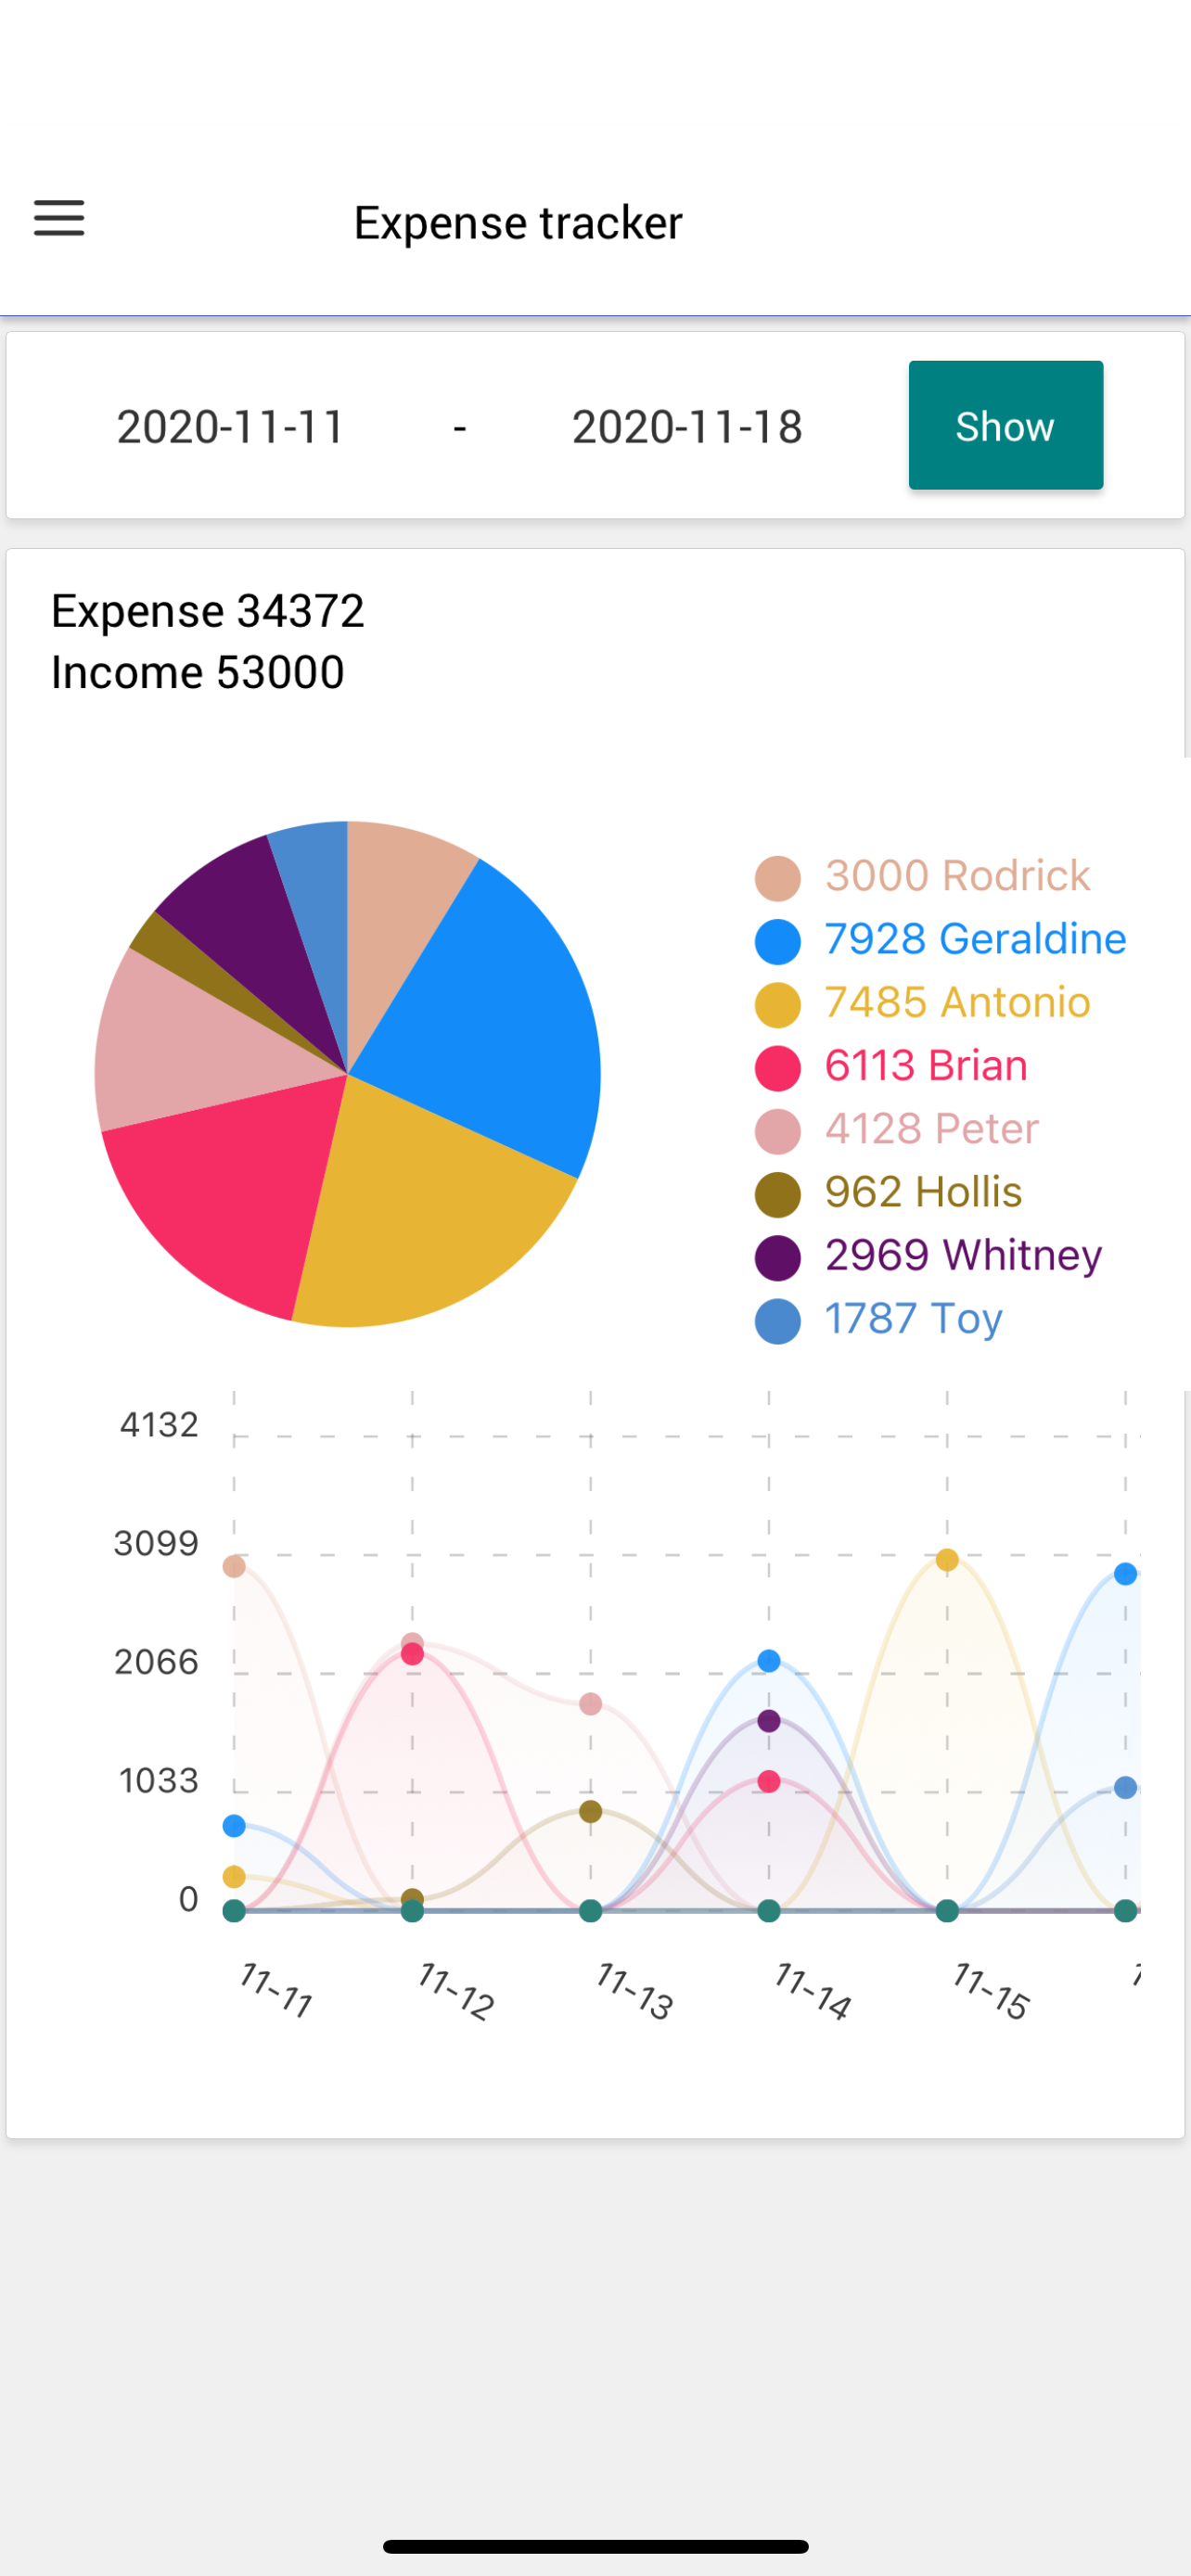 Expense tracker
2020-11-11 - 2020-11-18 Show
Expense 34372
Income 53000
3000 Rodrick
7928 Geraldine
7485 Antonio
6113 Brian
4128 Peter
962 Hollis
2969 Whitney
1787 Toy
4132
3099
2066
1033
0
11-11 11-12 11-13 11-14 11-15